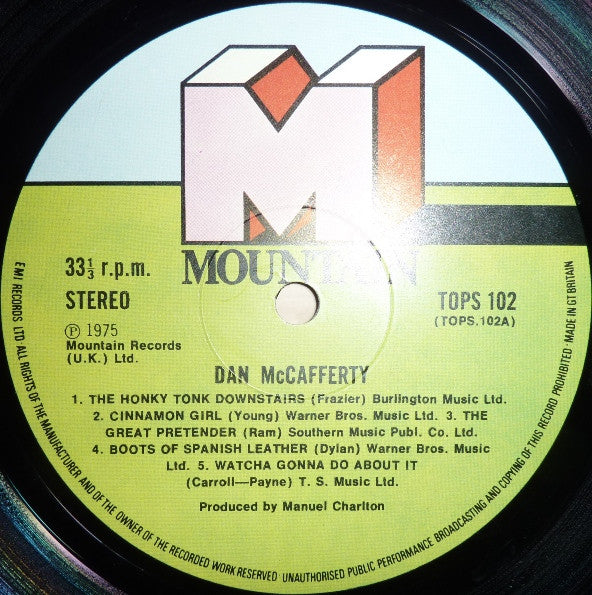 MOUNTAIN
33⅓ r.p.m.
STEREO
Ⓟ 1975
Mountain Records
(U.K.) Ltd.
TOPS 102
(TOPS.102A)
DAN McCAFFERTY
1. THE HONKY TONK DOWNSTAIRS (Frazier) Burlington Music Ltd.
2. CINNAMON GIRL (Young) Warner Bros. Music Ltd. 3. THE
GREAT PRETENDER (Ram) Southern Music Publ. Co. Ltd.
4. BOOTS OF SPANISH LEATHER (Dylan) Warner Bros. Music
Ltd. 5. WATCHA GONNA DO ABOUT IT
(Carroll—Payne) T. S. Music Ltd.
Produced by Manuel Charlton
EMI RECORDS LTD·ALL RIGHTS OF THE MANUFACTURER AND OF THE OWNER OF THE RECORDED WORK RESERVED UNAUTHORISED PUBLIC PERFORMANCE BROADCASTING AND COPYING OF THIS RECORD PROHIBITED·MADE IN GT BRITAIN